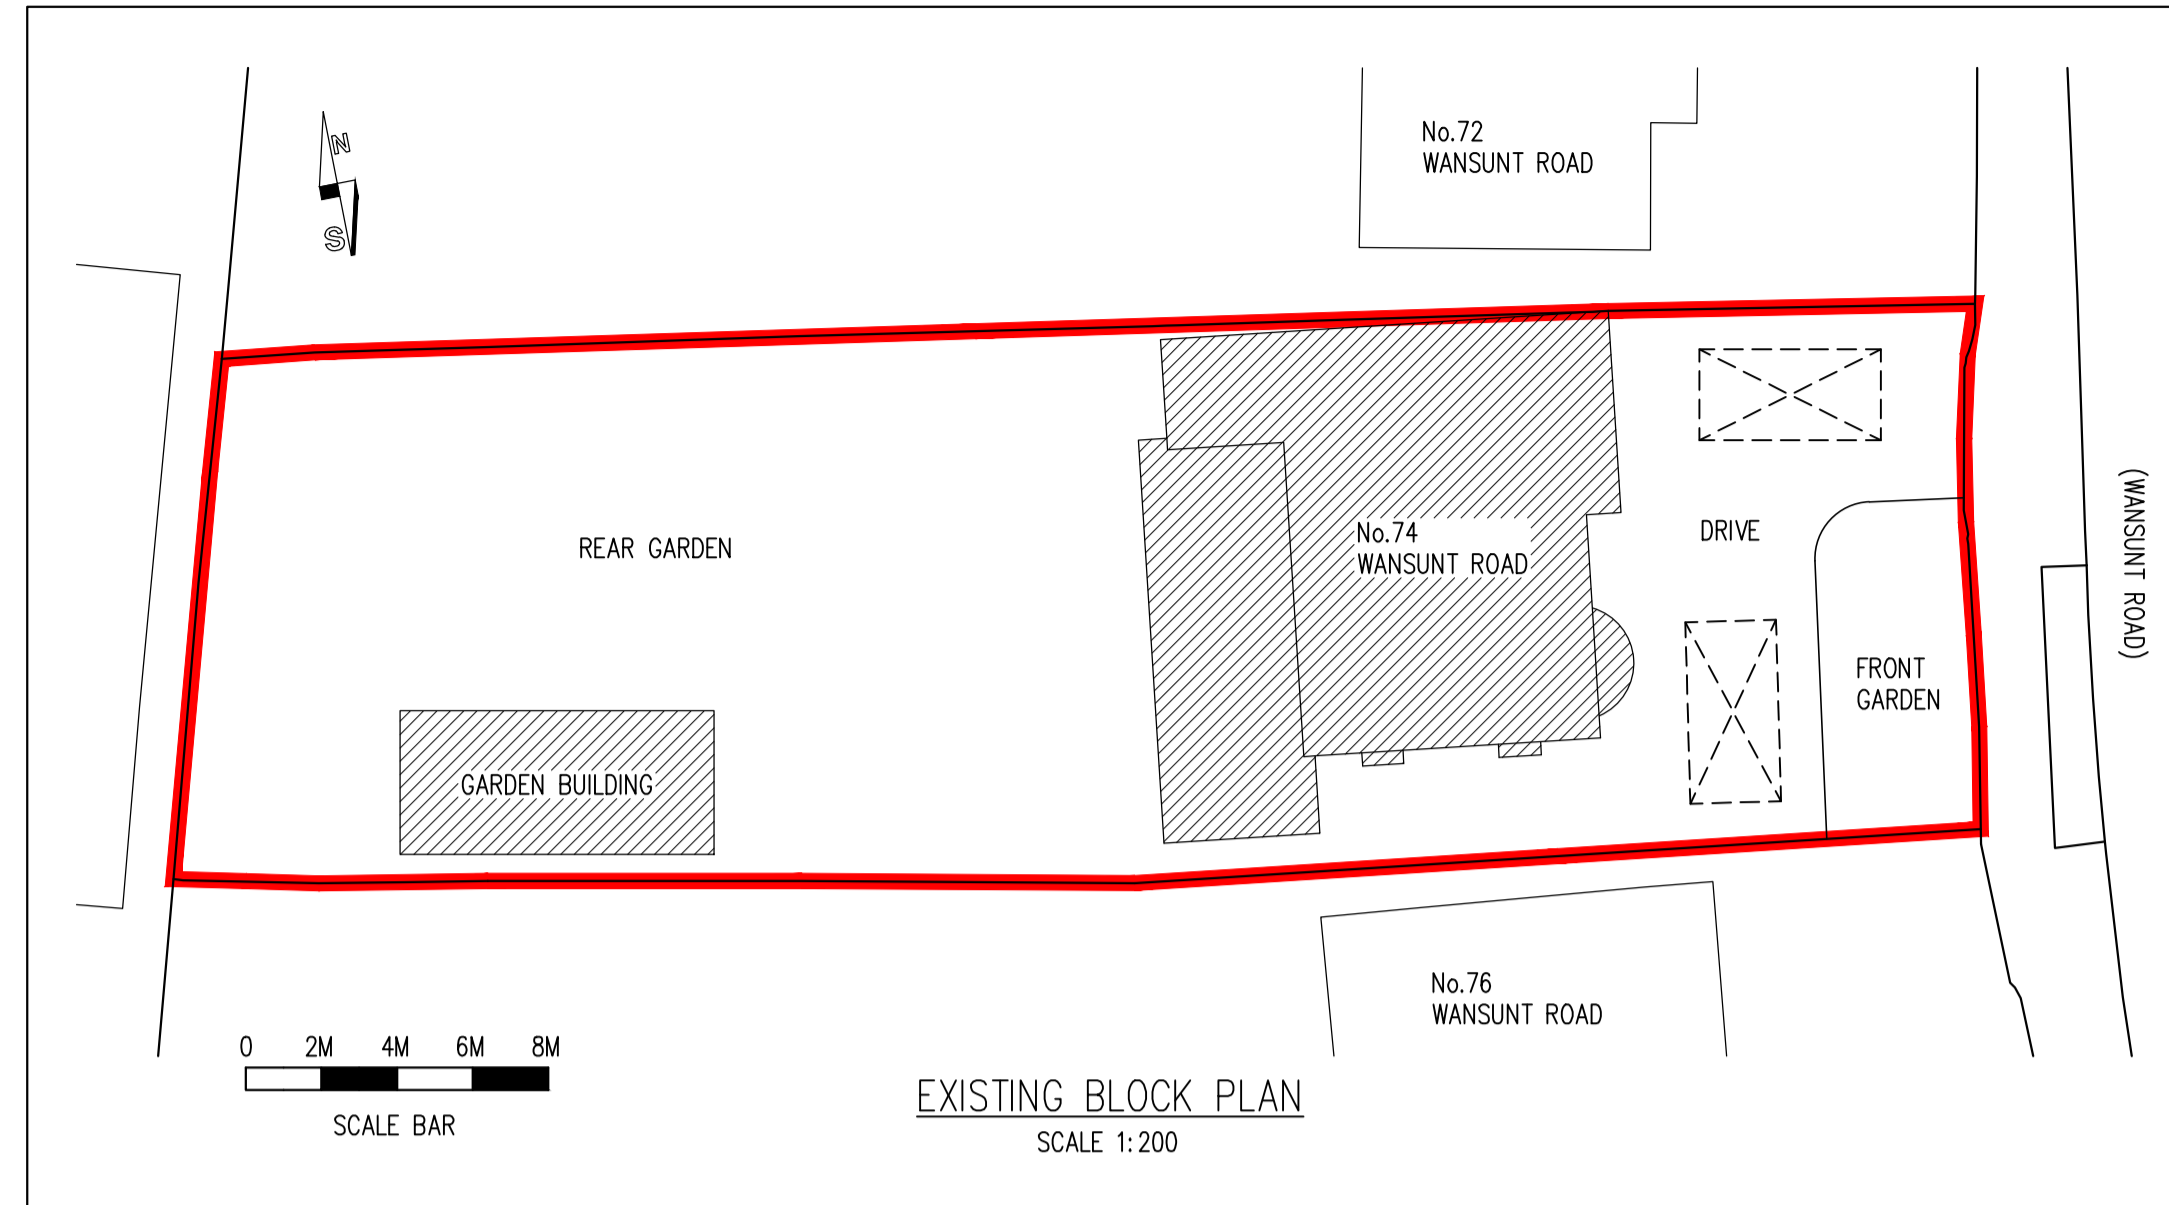 N
S
No.72
WANSUNT ROAD
(WANSUNT ROAD)
REAR GARDEN
No.74
WANSUNT ROAD
DRIVE
FRONT
GARDEN
GARDEN BUILDING
No.76
WANSUNT ROAD
0 2M 4M 6M 8M
SCALE BAR
EXISTING BLOCK PLAN
SCALE 1:200